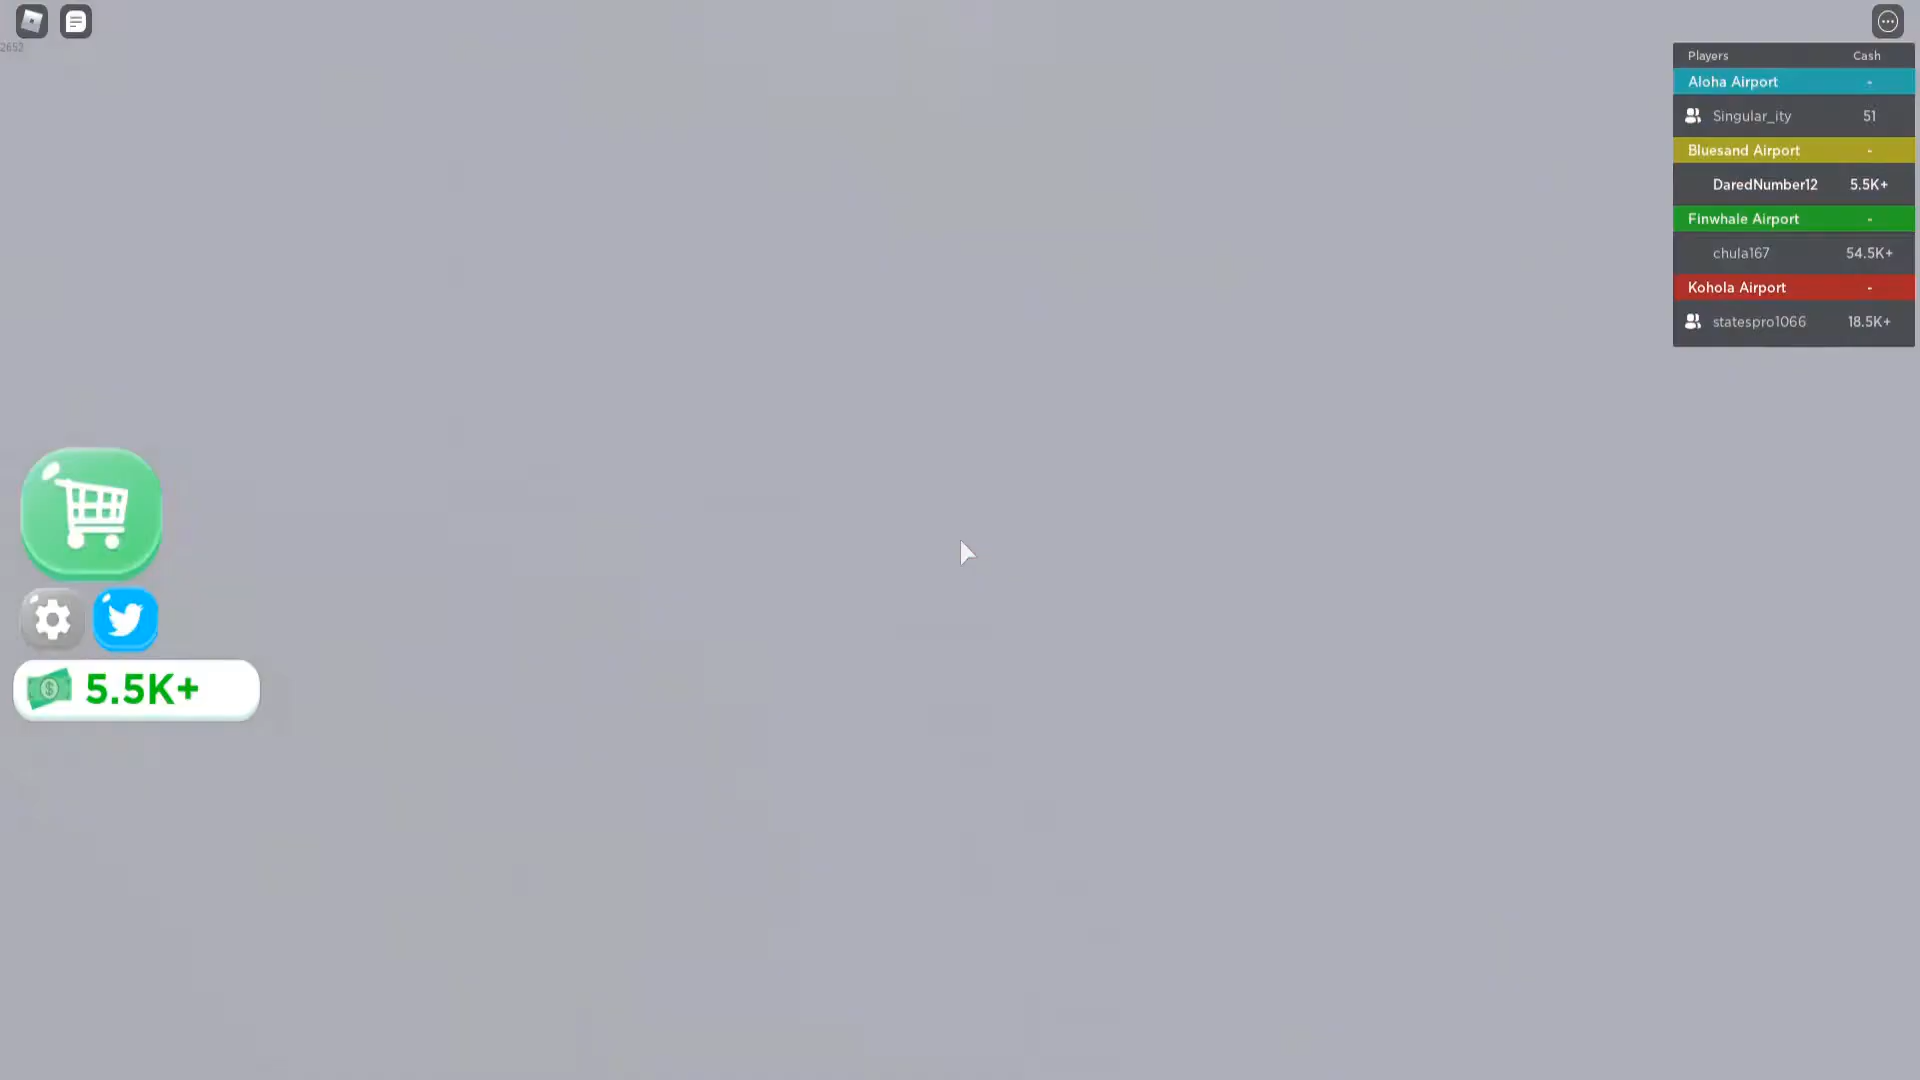 2652
Players Cash
Aloha Airport -
Singular_ity 51
Bluesand Airport -
DaredNumber12 5.5K+
Finwhale Airport -
chula167 54.5K+
Kohola Airport -
statespro1066 18.5K+
5.5K+